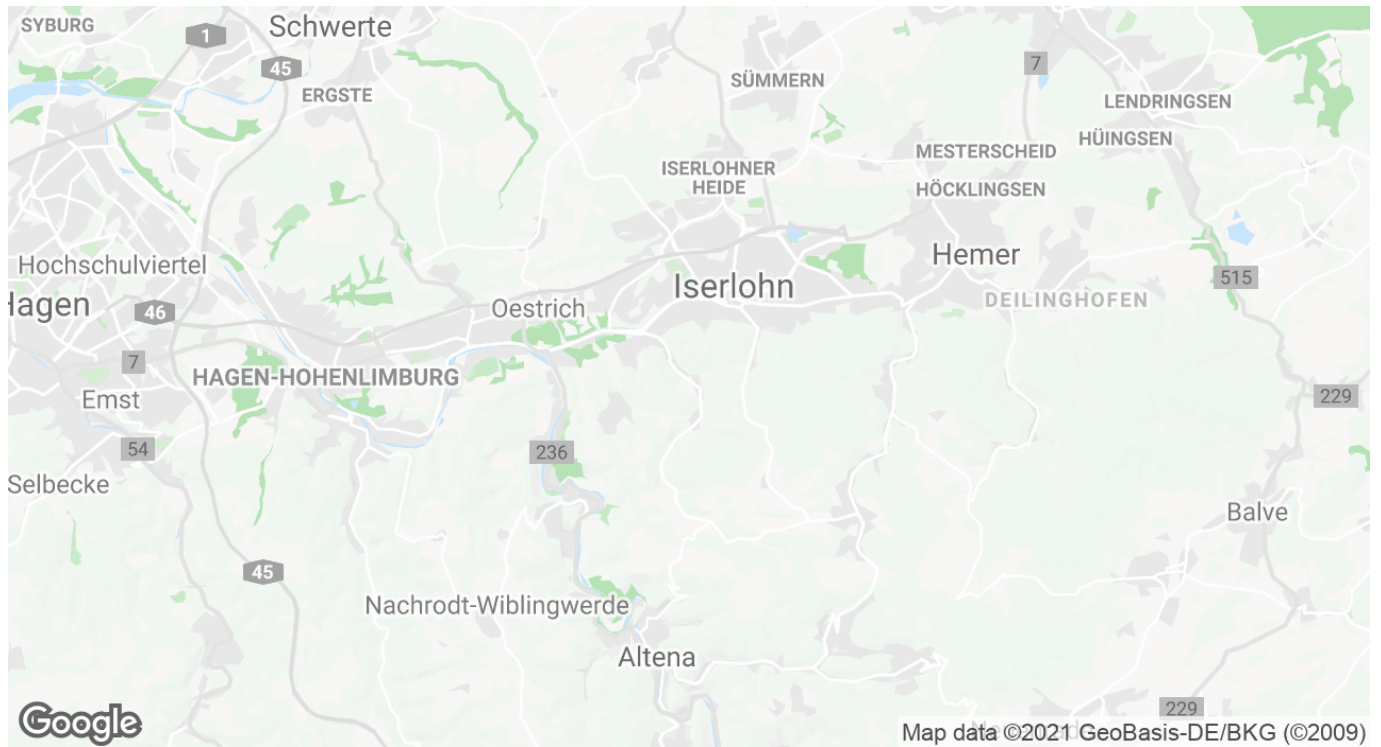 SYBURG
1
Schwerte
45
ERGSTE
SÜMMERN
7
LENDRINGSEN
HÜINGSEN
MESTERSCHEID
ISERLOHNER
HEIDE
HÖCKLINGSEN
Hochschulviertel
Hemer
515
Iserlohn
DEILINGHOFEN
Hagen
46
Oestrich
7
HAGEN-HOHENLIMBURG
Emst
229
54
236
Selbecke
Balve
45
Nachrodt-Wiblingwerde
Altena
229
Google
Map data ©2021 GeoBasis-DE/BKG (©2009)